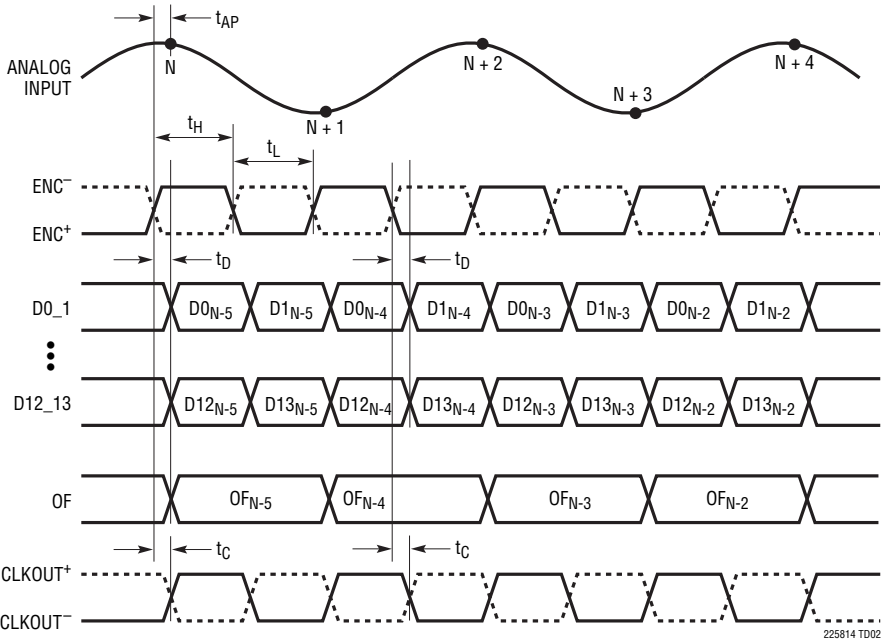 tAP
ANALOG
INPUT
N
N + 1
N + 2
N + 3
N + 4
tH
tL
ENC–
ENC+
tD
tD
D0_1
D0N-5
D1N-5
D0N-4
D1N-4
D0N-3
D1N-3
D0N-2
D1N-2
D12_13
D12N-5
D13N-5
D12N-4
D13N-4
D12N-3
D13N-3
D12N-2
D13N-2
OF
OFN-5
OFN-4
OFN-3
OFN-2
tC
tC
CLKOUT+
CLKOUT–
225814 TD02